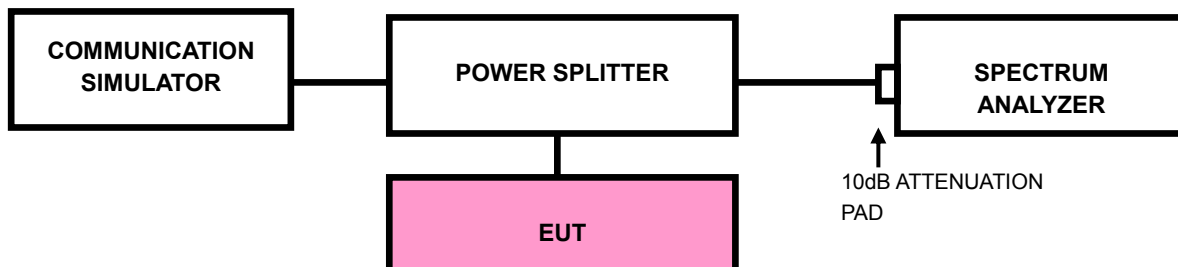 COMMUNICATION
SIMULATOR
POWER SPLITTER
SPECTRUM
ANALYZER
10dB ATTENUATION
PAD
EUT